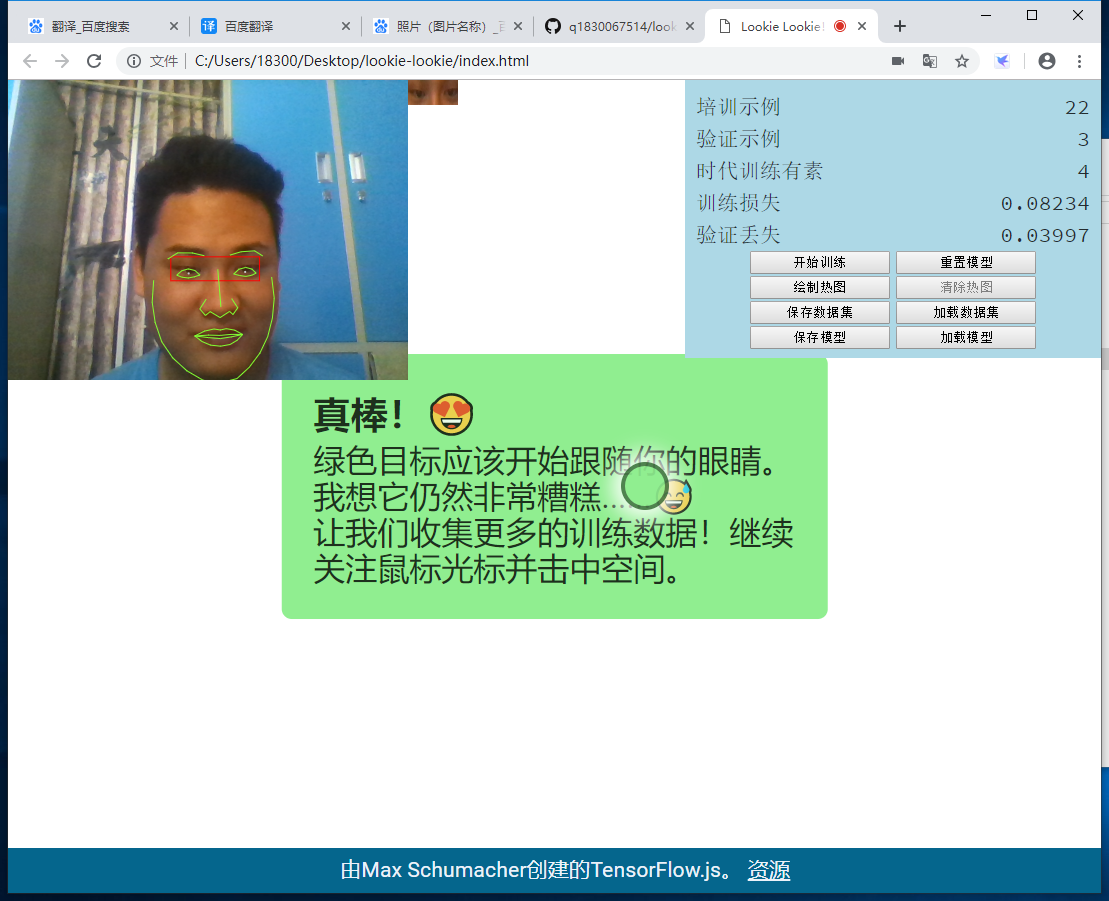 翻译_百度搜索
百度翻译
照片（图片名称）_百
q1830067514/look
Lookie Lookie!
文件 C:/Users/18300/Desktop/lookie-lookie/index.html
培训示例 22
验证示例 3
时代训练有素 4
训练损失 0.08234
验证丢失 0.03997
开始训练 重置模型
绘制热图 清除热图
保存数据集 加载数据集
保存模型 加载模型
真棒！
绿色目标应该开始跟随你的眼睛。
我想它仍然非常糟糕......
让我们收集更多的训练数据！继续
关注鼠标光标并击中空间。
由Max Schumacher创建的TensorFlow.js。 资源